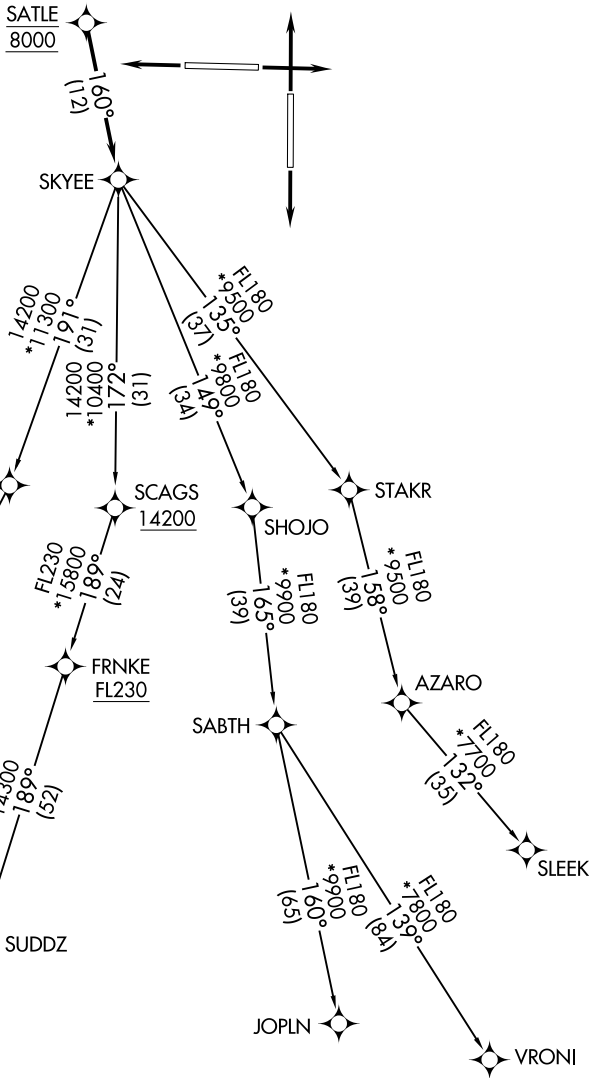 SATLE
8000
160°
(12)
SKYEE
14200
*11300
191°
(31)
14200
*10400
172°
(31)
FL180
*9800
149°
(34)
FL180
*9500
135°
(37)
SCAGS
14200
SHOJO
STAKR
FL230
*15800
189°
(24)
FL180
*9900
165°
(39)
FL180
*9500
158°
(39)
FRNKE
FL230
SABTH
AZARO
189°
(52)
FL180
*7700
132°
(35)
SLEEK
FL180
*9900
160°
(65)
FL180
*7800
139°
(84)
SUDDZ
JOPLN
VRONI